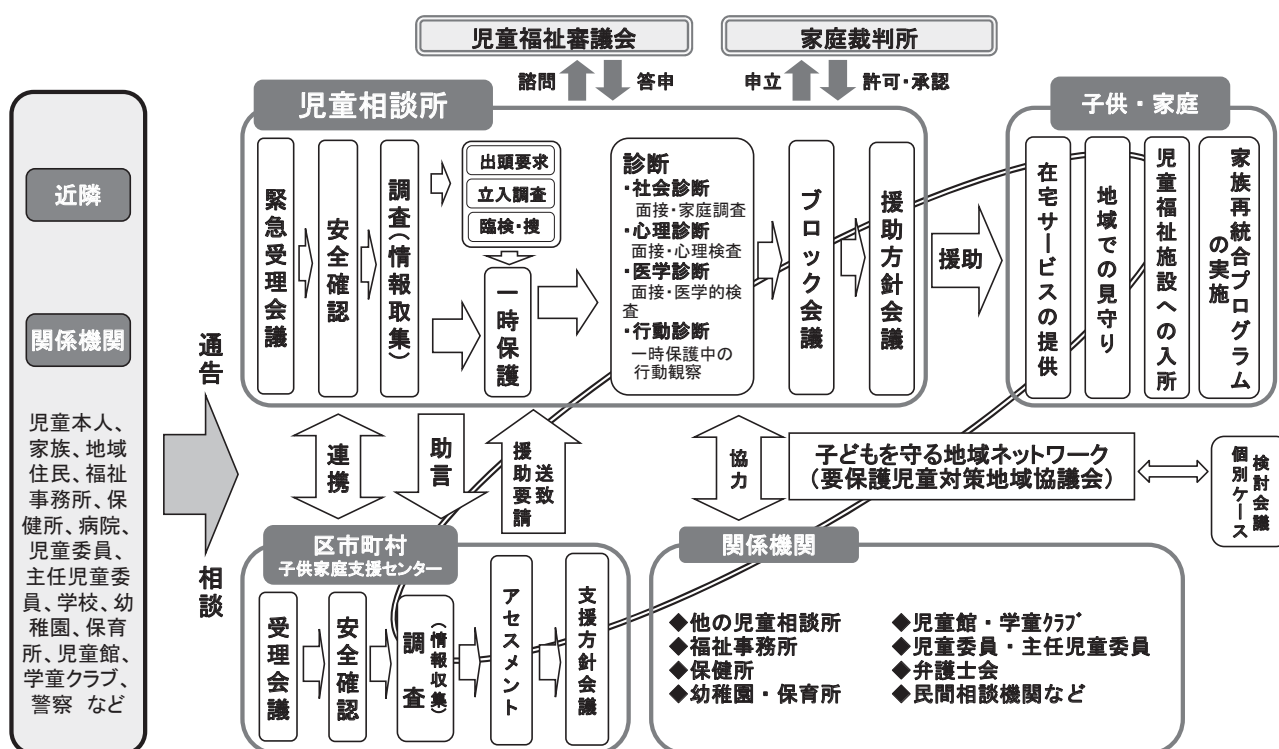 児童福祉審議会
家庭裁判所
諮問
答申
申立
許可・承認
近隣
関係機関
児童本人、
家族、地域
住民、福祉
事務所、保
健所、病院、
児童委員、
主任児童委
員、学校、幼
稚園、保育
所、児童館、
学童クラブ、
警察 など
通告
相談
児童相談所
緊急受理会議
安全確認
調査(情報取集)
出頭要求
立入調査
臨検・捜
一時保護
診断
・社会診断
面接・家庭調査
・心理診断
面接・心理検査
・医学診断
面接・医学的検
査
・行動診断
一時保護中の
行動観察
ブロック会議
援助方針会議
援助
子供・家庭
在宅サービスの提供
地域での見守り
児童福祉施設への入所
家族再統合プログラム
の実施
連携
助言
援助要請
送致
協力
子どもを守る地域ネットワーク
(要保護児童対策地域協議会)
個別ケース
検討会議
区市町村
子供家庭支援センター
受理会議
安全確認
調査
(情報収集)
アセスメント
支援方針会議
関係機関
◆他の児童相談所
◆福祉事務所
◆保健所
◆幼稚園・保育所
◆児童館・学童クラブ
◆児童委員・主任児童委員
◆弁護士会
◆民間相談機関など